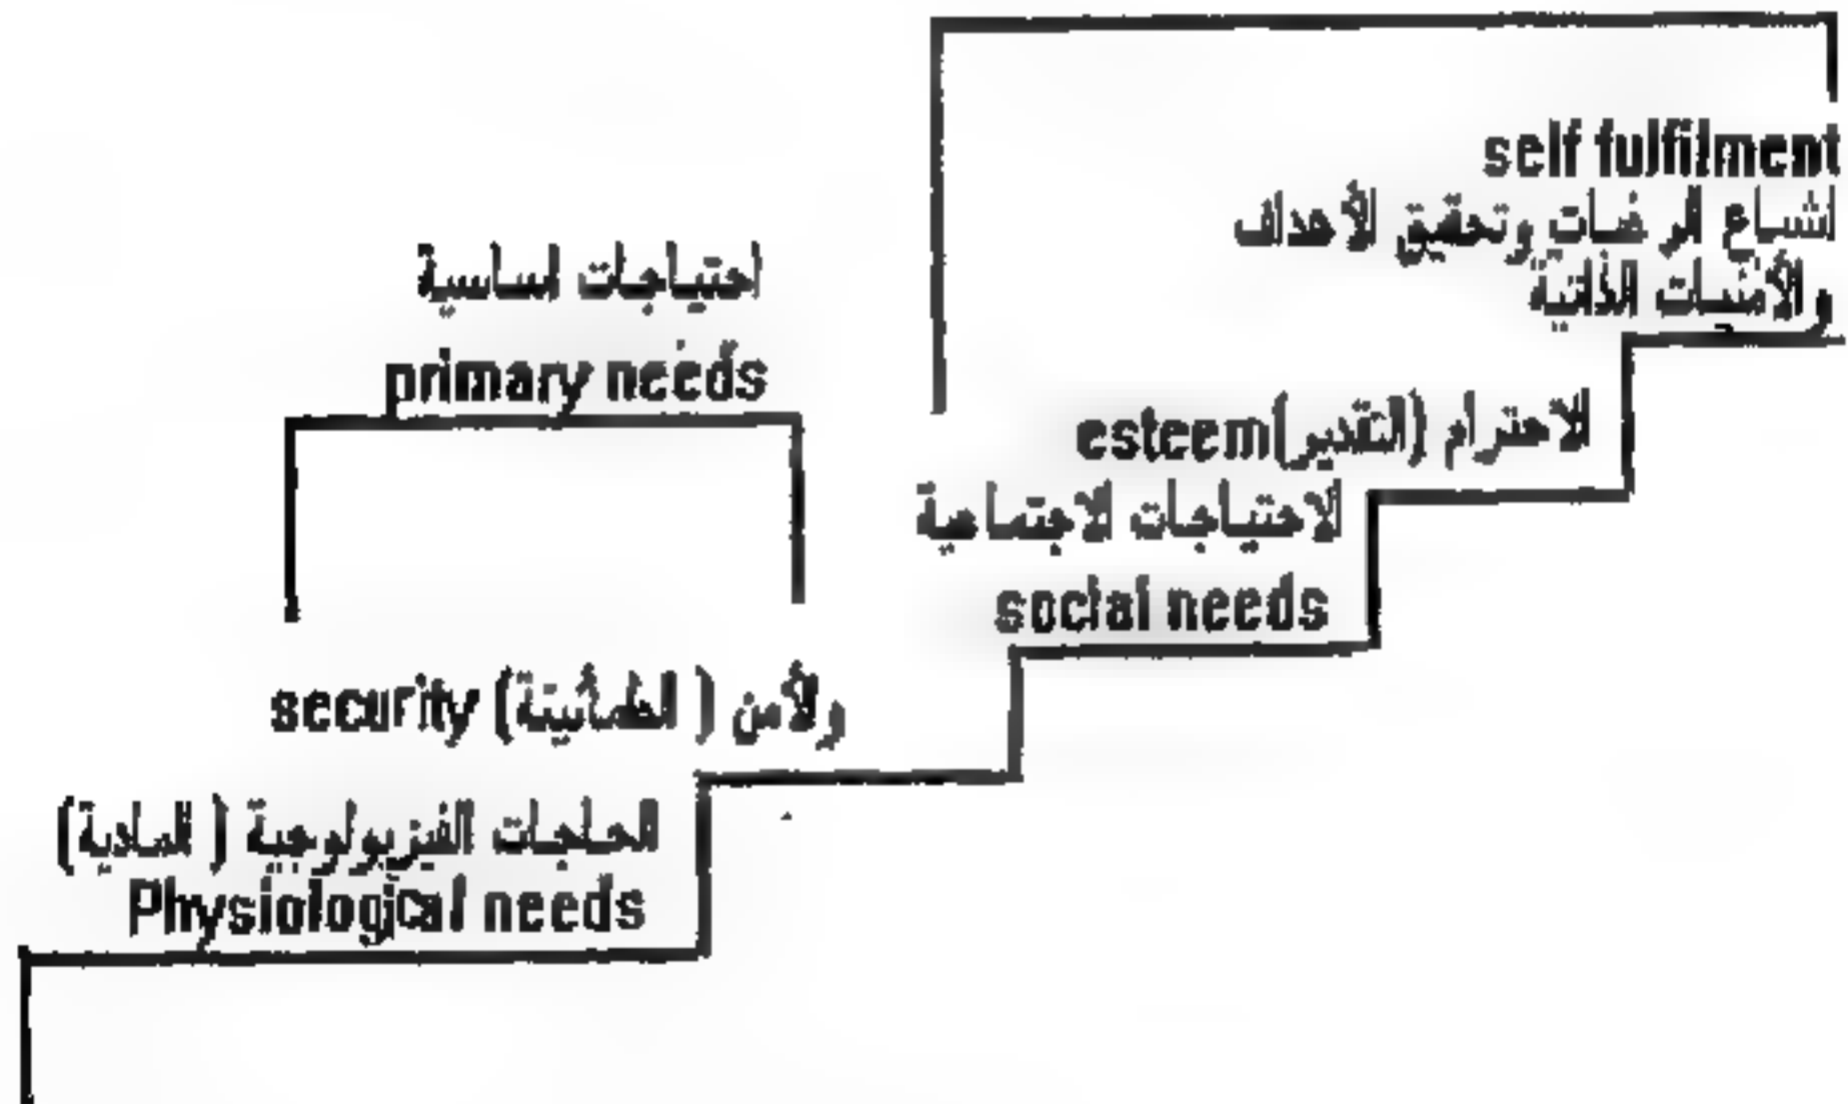 self fulfilment
اشباع الرغبات وتحقيق الأهداف
والأمنيات الذاتية
احتياجات اساسية
primary needs
الاحترام (التقدير) esteem
الاحتياجات الاجتماعية
social needs
والأمن ( الطمأنينة) security
الحاجات الفيزيولوجية ( المادية)
Physiological needs